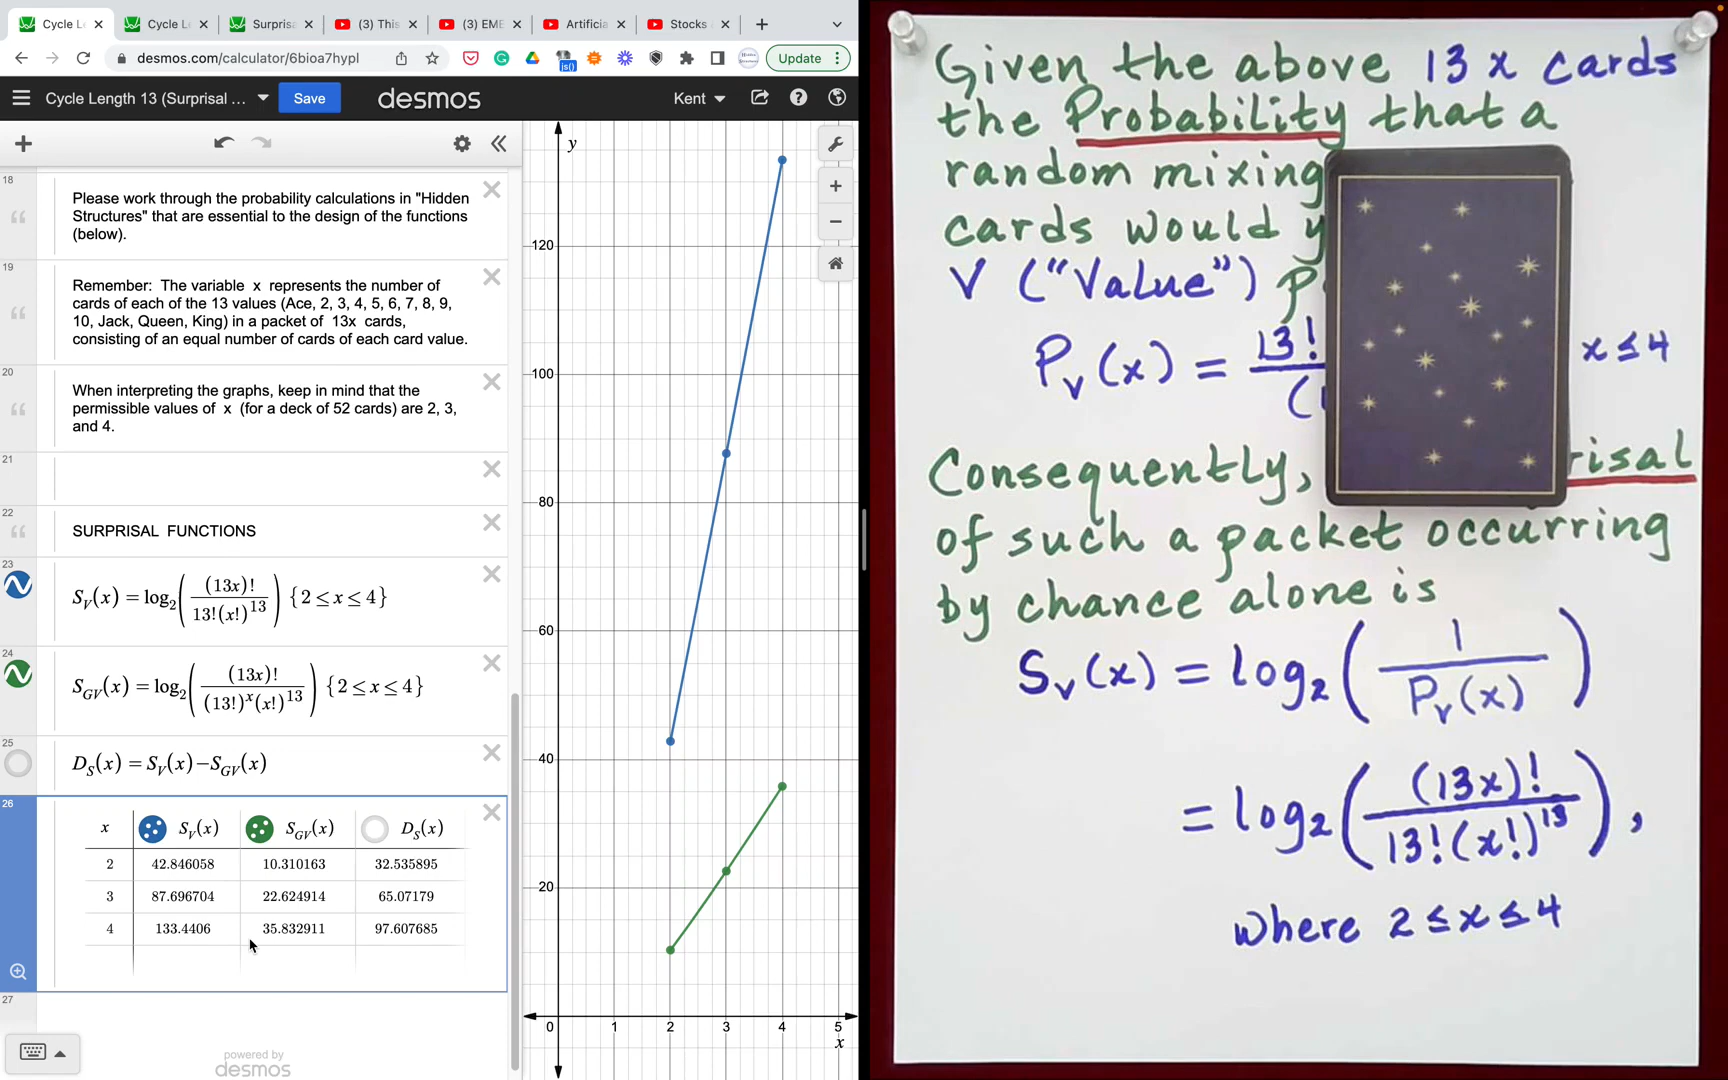 Cycle Le
Cycle Le
Surprisa
(3) This
(3) EME
Artificia
Stocks
desmos.com/calculator/6bioa7hypl
Update
Cycle Length 13 (Surprisal ...
Save
desmos
Kent
18
Please work through the probability calculations in "Hidden
Structures" that are essential to the design of the functions
(below).
19
Remember: The variable x represents the number of
cards of each of the 13 values (Ace, 2, 3, 4, 5, 6, 7, 8, 9,
10, Jack, Queen, King) in a packet of 13x cards,
consisting of an equal number of cards of each card value.
20
When interpreting the graphs, keep in mind that the
permissible values of x (for a deck of 52 cards) are 2, 3,
and 4.
21
22
SURPRISAL FUNCTIONS
23
S_V(x) = log_2((13x)! / 13!(x!)^13) {2 ≤ x ≤ 4}
24
S_GV(x) = log_2((13x)! / (13!)^x(x!)^13) {2 ≤ x ≤ 4}
25
D_S(x) = S_V(x) − S_GV(x)
26
x S_V(x) S_GV(x) D_S(x)
2 42.846058 10.310163 32.535895
3 87.696704 22.624914 65.07179
4 133.4406 35.832911 97.607685
27
powered by
desmos
y
120
100
80
60
40
20
0 1 2 3 4 5
x
Given the above 13x cards
the Probability that a
random mixing
cards would y
V ("Value") p
P_V(x) = 13! / ( x ≤ 4
Consequently, risal
of such a packet occurring
by chance alone is
S_V(x) = log_2(1 / P_V(x))
= log_2((13x)! / 13!(x!)^13),
where 2 ≤ x ≤ 4